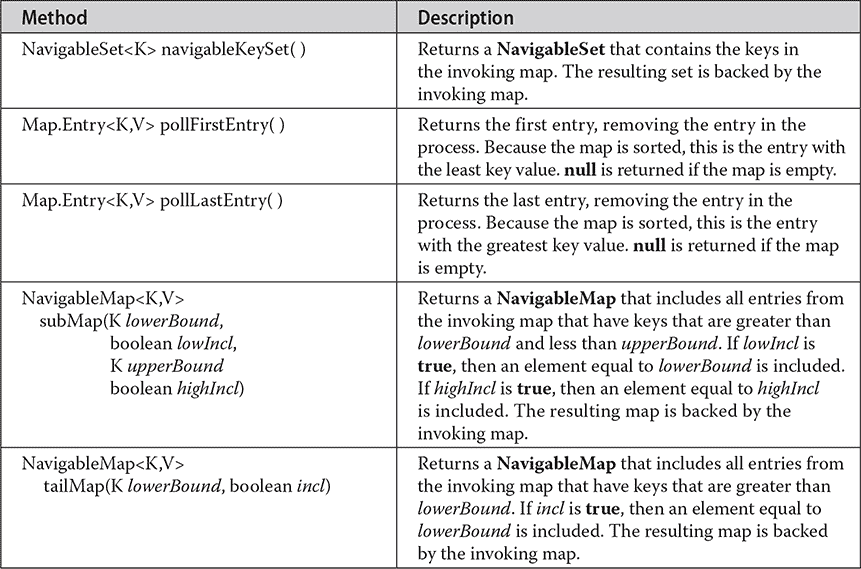 Method
Description
NavigableSet<K> navigableKeySet( )
Returns a NavigableSet that contains the keys in
the invoking map. The resulting set is backed by the
invoking map.
Map.Entry<K,V> pollFirstEntry( )
Returns the first entry, removing the entry in the
process. Because the map is sorted, this is the entry with
the least key value. null is returned if the map is empty.
Map.Entry<K,V> pollLastEntry( )
Returns the last entry, removing the entry in the
process. Because the map is sorted, this is the entry
with the greatest key value. null is returned if the map
is empty.
NavigableMap<K,V>
subMap(K lowerBound,
boolean lowIncl,
K upperBound
boolean highIncl)
Returns a NavigableMap that includes all entries from
the invoking map that have keys that are greater than
lowerBound and less than upperBound. If lowIncl is
true, then an element equal to lowerBound is included.
If highIncl is true, then an element equal to highIncl
is included. The resulting map is backed by the
invoking map.
NavigableMap<K,V>
tailMap(K lowerBound, boolean incl)
Returns a NavigableMap that includes all entries from
the invoking map that have keys that are greater than
lowerBound. If incl is true, then an element equal to
lowerBound is included. The resulting map is backed
by the invoking map.